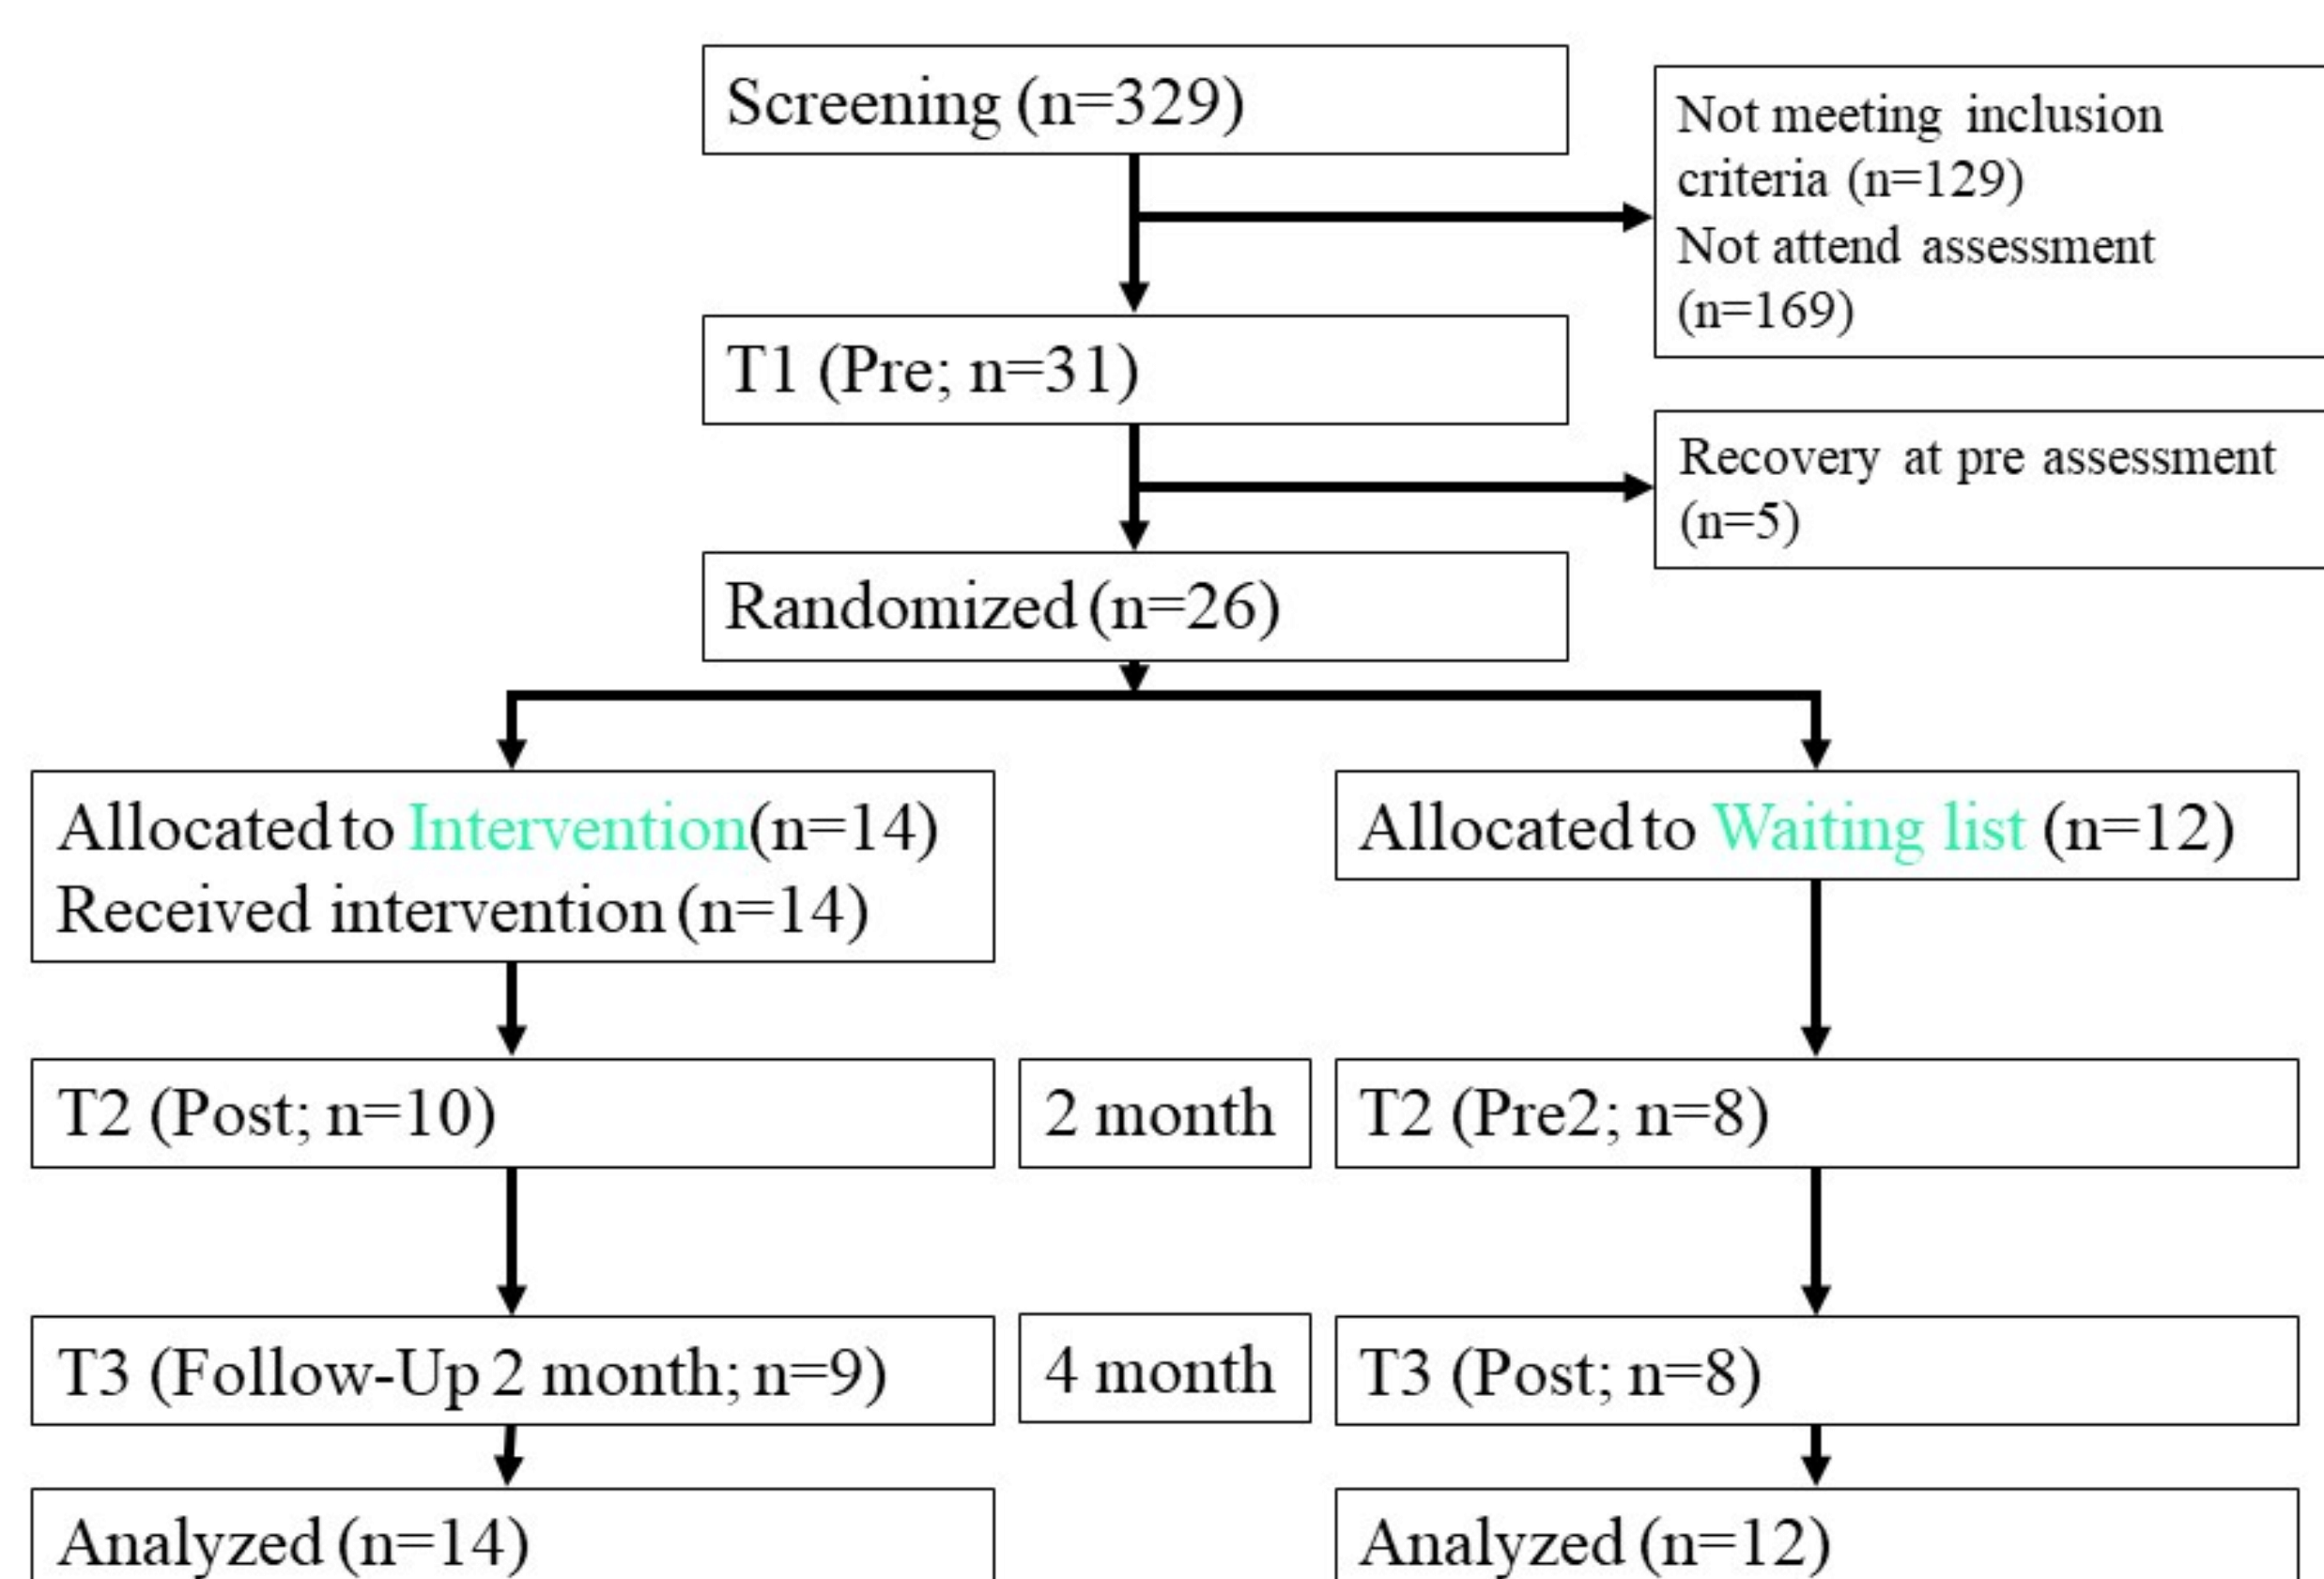 Screening (n=329)
Not meeting inclusion
criteria (n=129)
Not attend assessment
(n=169)
T1 (Pre; n=31)
Recovery at pre assessment
(n=5)
Randomized (n=26)
Allocated to Intervention(n=14)
Received intervention (n=14)
Allocated to Waiting list (n=12)
T2 (Post; n=10)
2 month
T2 (Pre2; n=8)
T3 (Follow-Up 2 month; n=9)
4 month
T3 (Post; n=8)
Analyzed (n=14)
Analyzed (n=12)